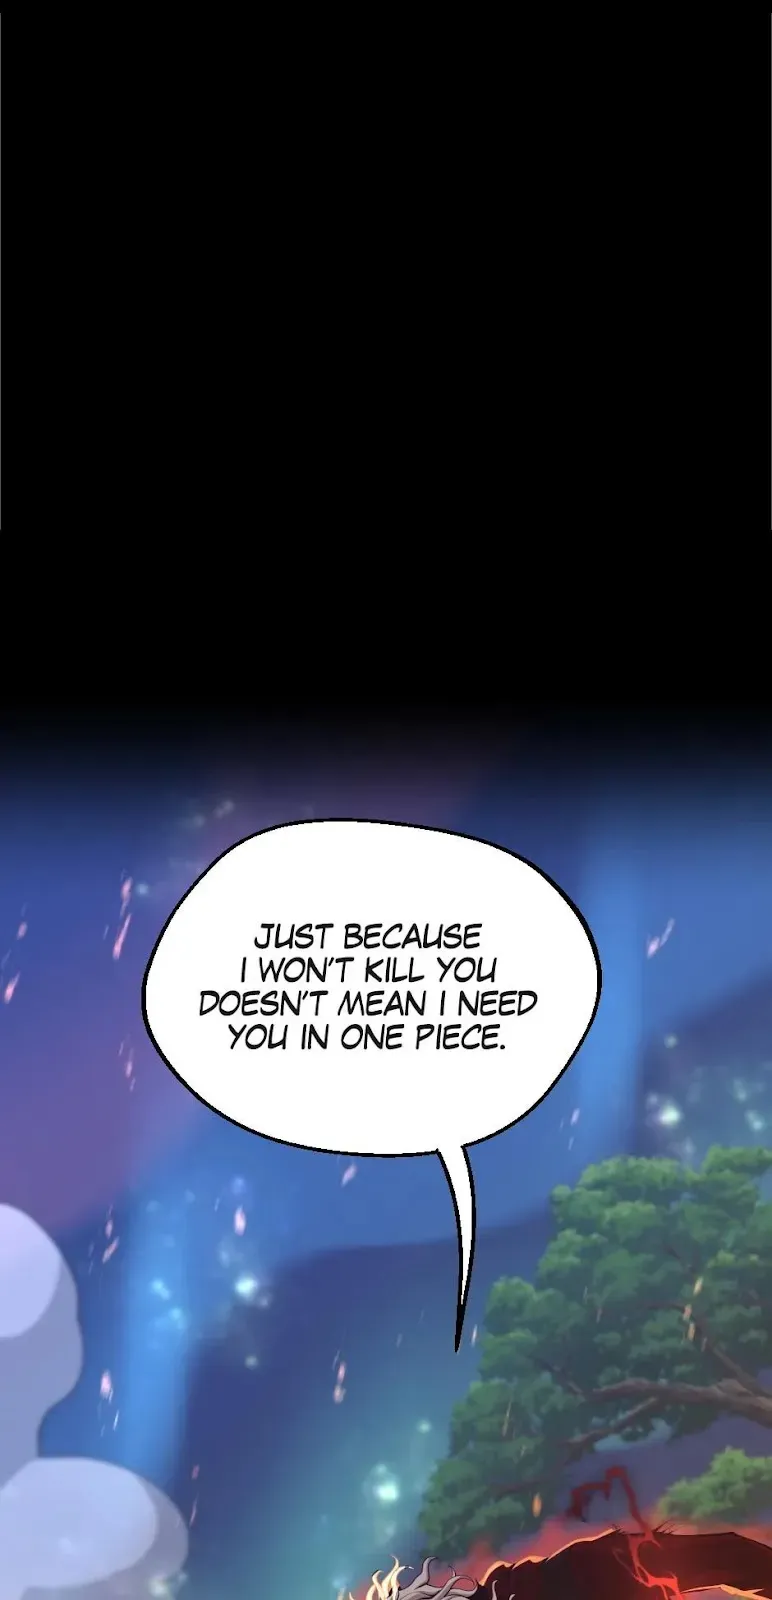 JUST BECAUSE
I WON'T KILL YOU
DOESN'T MEAN I NEED
YOU IN ONE PIECE.